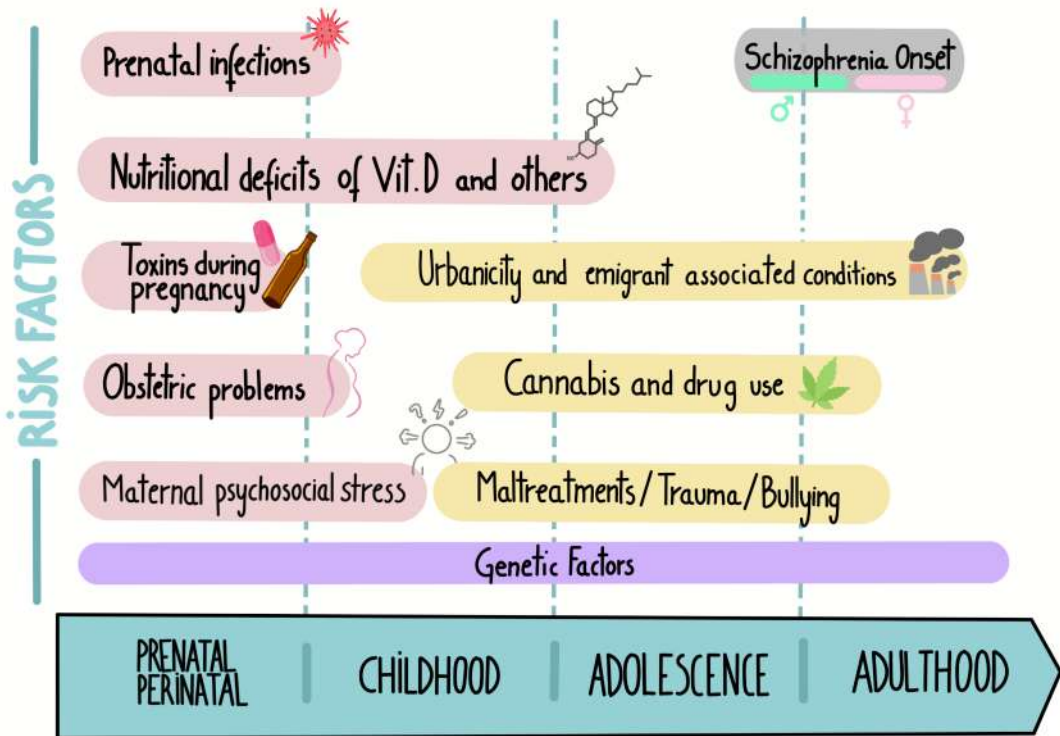 RISK FACTORS
Prenatal infections
Schizophrenia Onset
Nutritional deficits of Vit.D and others
HO
Toxins during
pregnancy
Urbanicity and emigrant associated conditions
Obstetric problems
Cannabis and drug use
Maternal psychosocial stress
Maltreatments/Trauma/Bullying
Genetic Factors
PRENATAL
PERINATAL
CHILDHOOD
ADOLESCENCE
ADULTHOOD